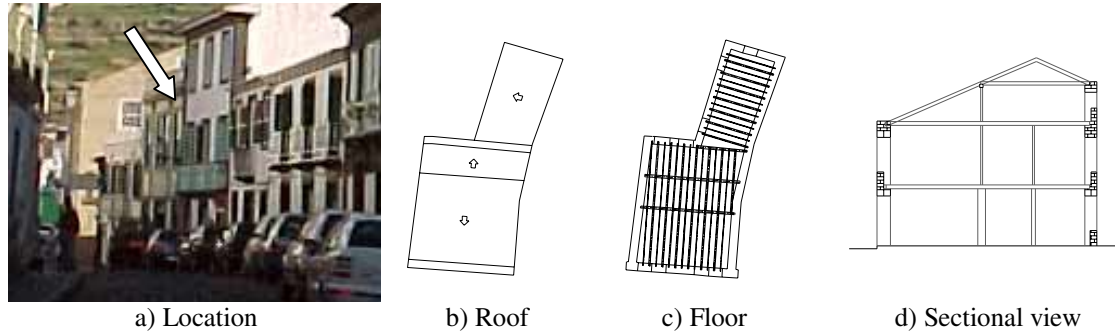 a) Location
b) Roof
c) Floor
d) Sectional view